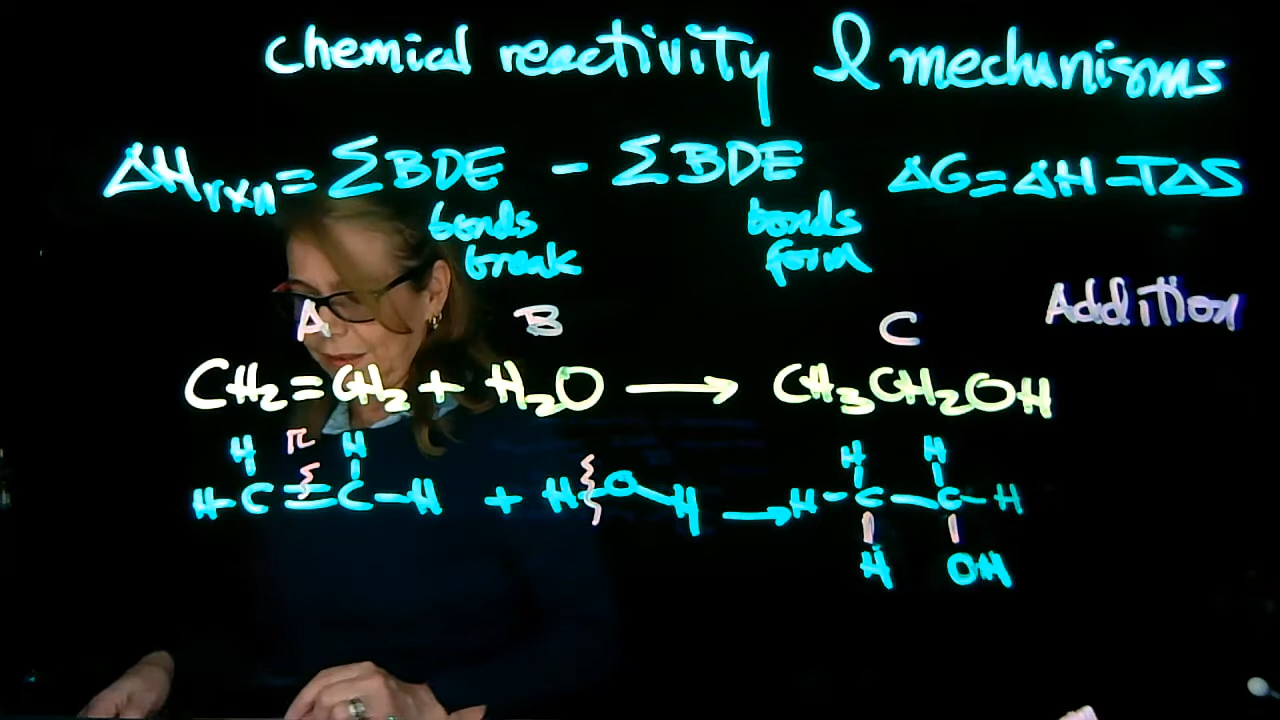 Chemical reactivity & mechanisms
ΔHrxn = ΣBDE - ΣBDE ΔG = ΔH - TΔS
bonds bonds
break form
Addition
A B C
CH₂=CH₂ + H₂O → CH₃CH₂OH
H π H H H
H-C=C-H + H-O-H → H-C-C-H
H OH